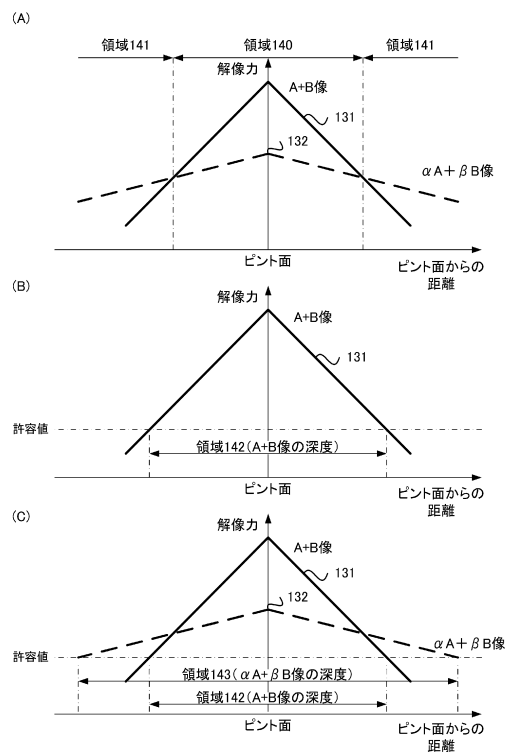 (A)
領域141 領域140 領域141
解像力
A+B像
131
132
αA+βB像
ピント面
ピント面からの
距離
(B)
解像力
A+B像
131
許容値
領域142(A+B像の深度)
ピント面
ピント面からの
距離
(C)
解像力
A+B像
131
132
αA+βB像
許容値
領域143(αA+βB像の深度)
領域142(A+B像の深度)
ピント面
ピント面からの
距離